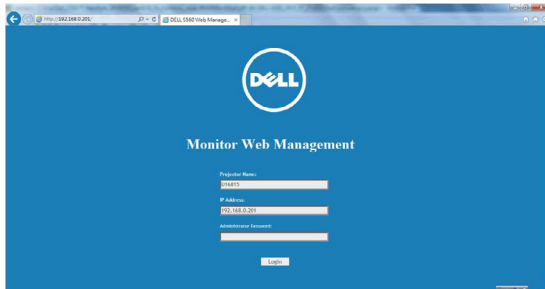 http://192.168.0.201/
DELL S560 Web Manage...
DELL
Monitor Web Management
Projector Name:
016815
IP Address:
192.168.0.201
Administrator Password:
Login